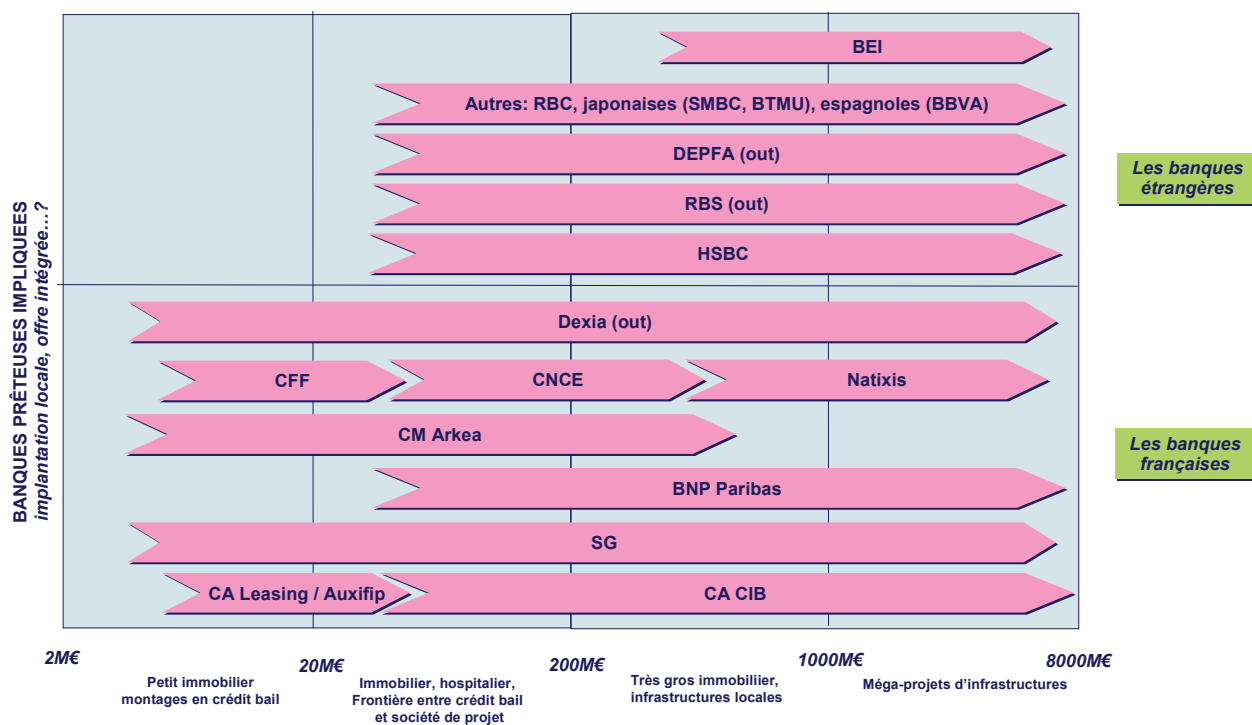 BANQUES PRÊTEUSES IMPLIQUEES
implantation locale, offre intégrée…?
BEI
Autres: RBC, japonaises (SMBC, BTMU), espagnoles (BBVA)
DEPFA (out)
RBS (out)
HSBC
Les banques
étrangères
Dexia (out)
CFF
CNCE
Natixis
CM Arkea
BNP Paribas
SG
CA Leasing / Auxifip
CA CIB
Les banques
françaises
2M€
20M€
200M€
1000M€
8000M€
Petit immobilier
montages en crédit bail
Immobilier, hospitalier,
Frontière entre crédit bail
et société de projet
Très gros immobiliier,
infrastructures locales
Méga-projets d’infrastructures